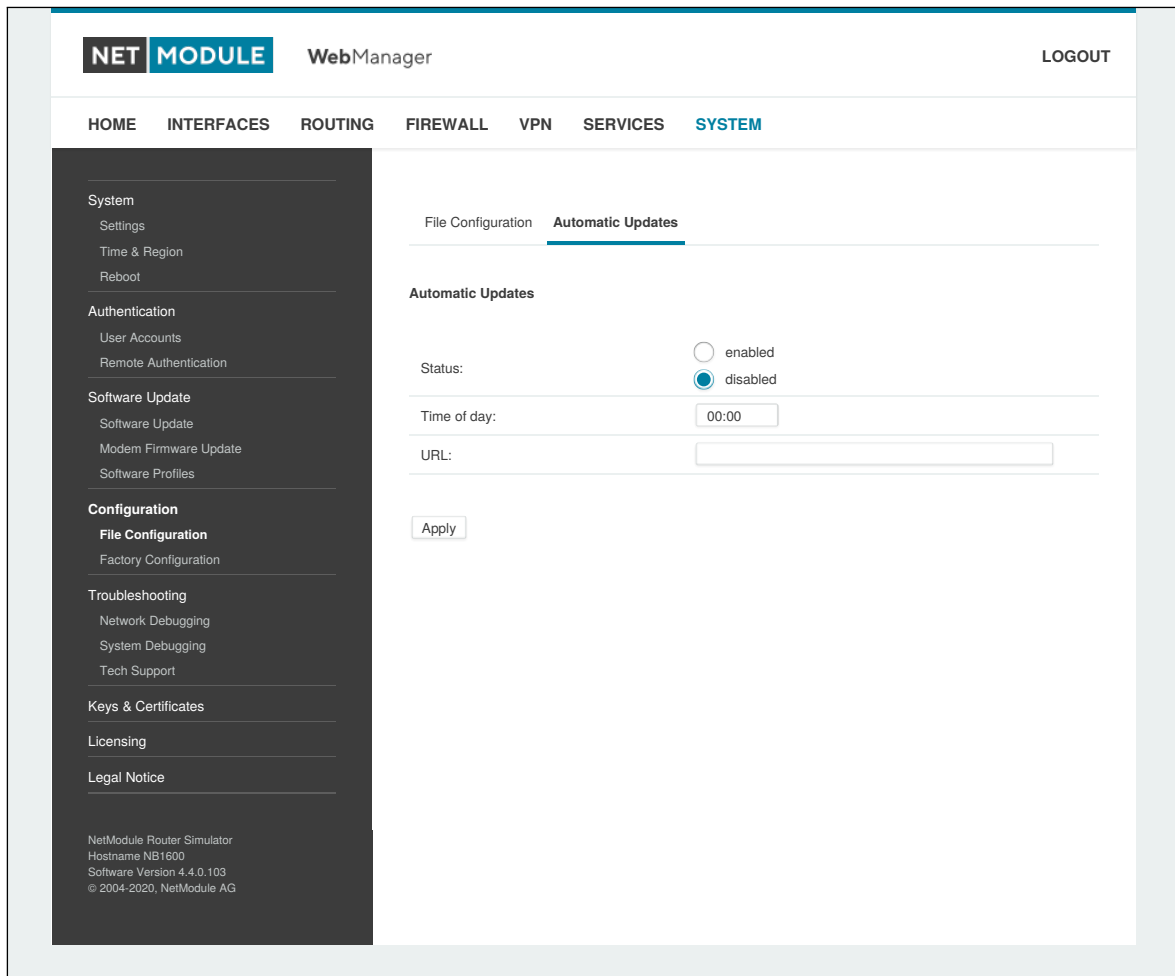 NET MODULE WebManager LOGOUT
HOME INTERFACES ROUTING FIREWALL VPN SERVICES SYSTEM
System
Settings
Time & Region
Reboot
Authentication
User Accounts
Remote Authentication
Software Update
Software Update
Modem Firmware Update
Software Profiles
Configuration
File Configuration
Factory Configuration
Troubleshooting
Network Debugging
System Debugging
Tech Support
Keys & Certificates
Licensing
Legal Notice
NetModule Router Simulator
Hostname NB1600
Software Version 4.4.0.103
© 2004-2020, NetModule AG
File Configuration Automatic Updates
Automatic Updates
Status:
enabled
disabled
Time of day: 00:00
URL:
Apply